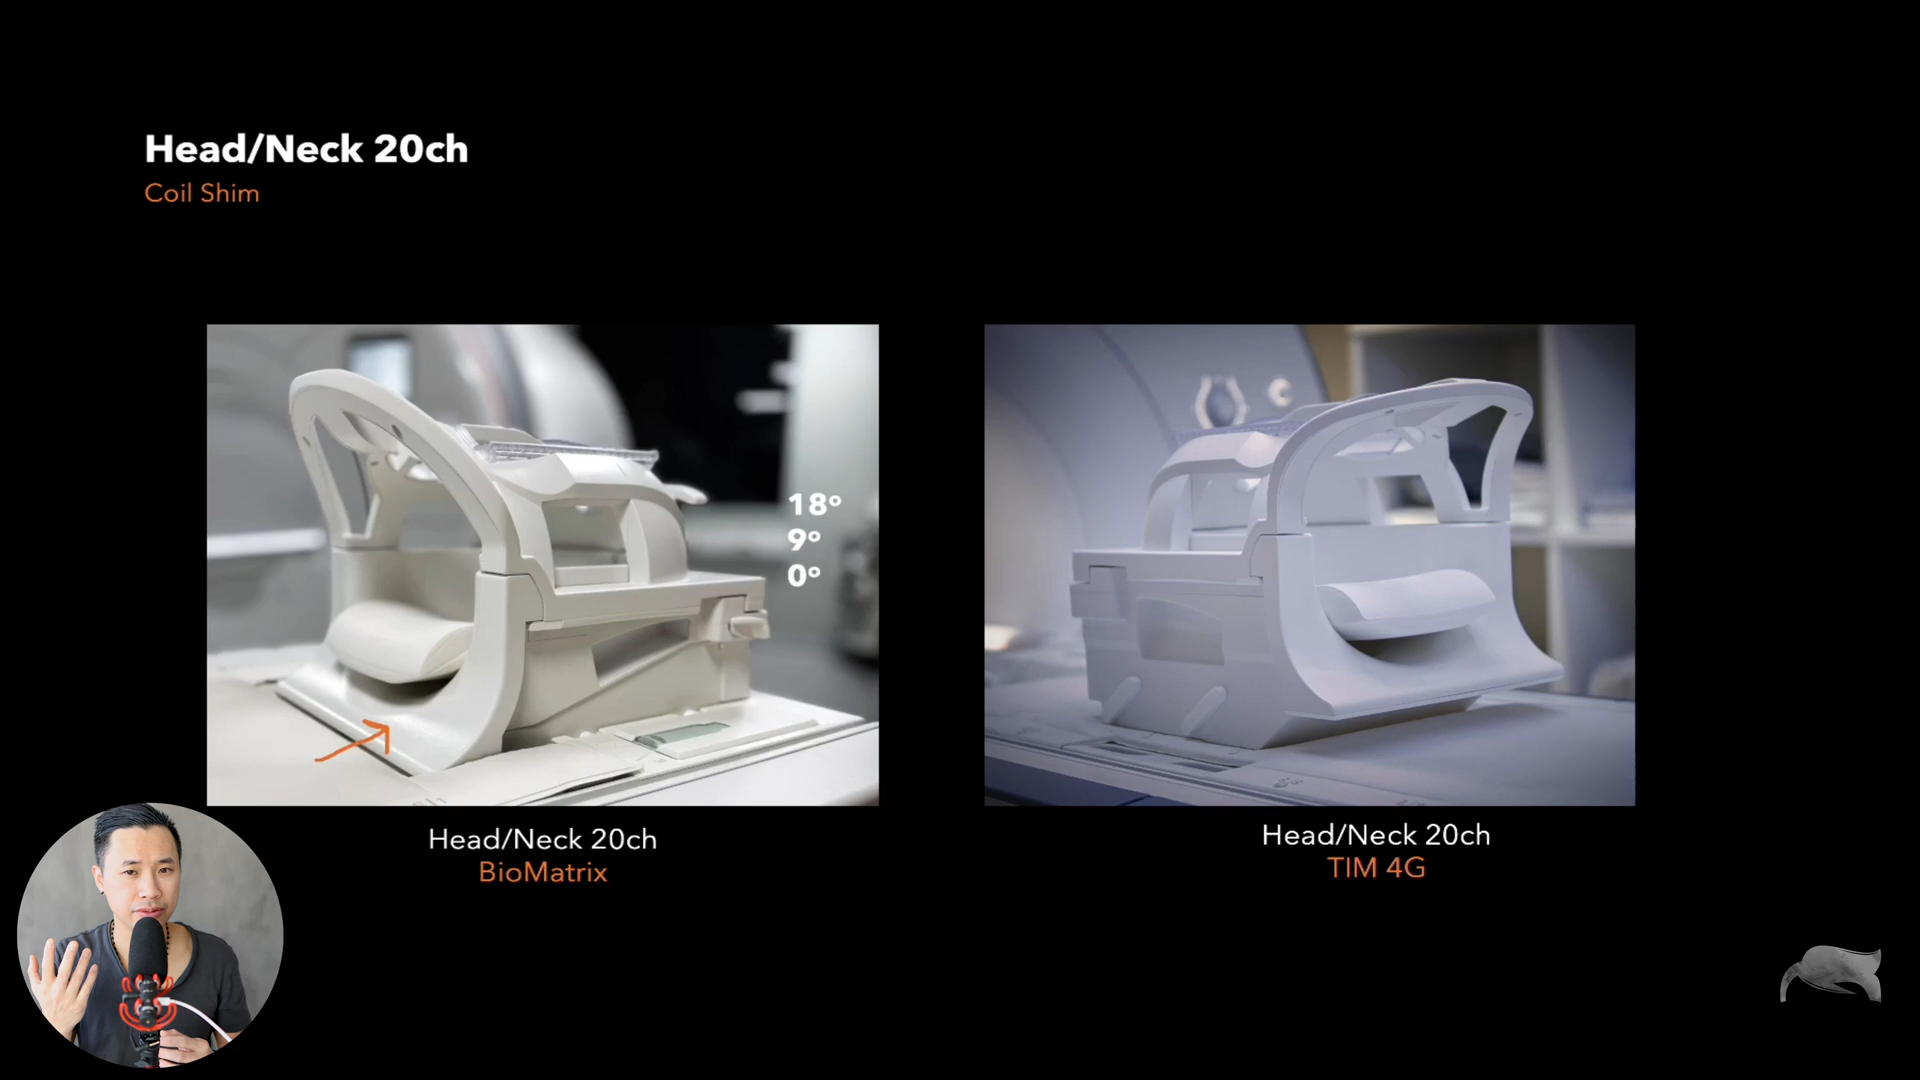 Head/Neck 20ch
Coil Shim
18°
9°
0°
Head/Neck 20ch
BioMatrix
Head/Neck 20ch
TIM 4G